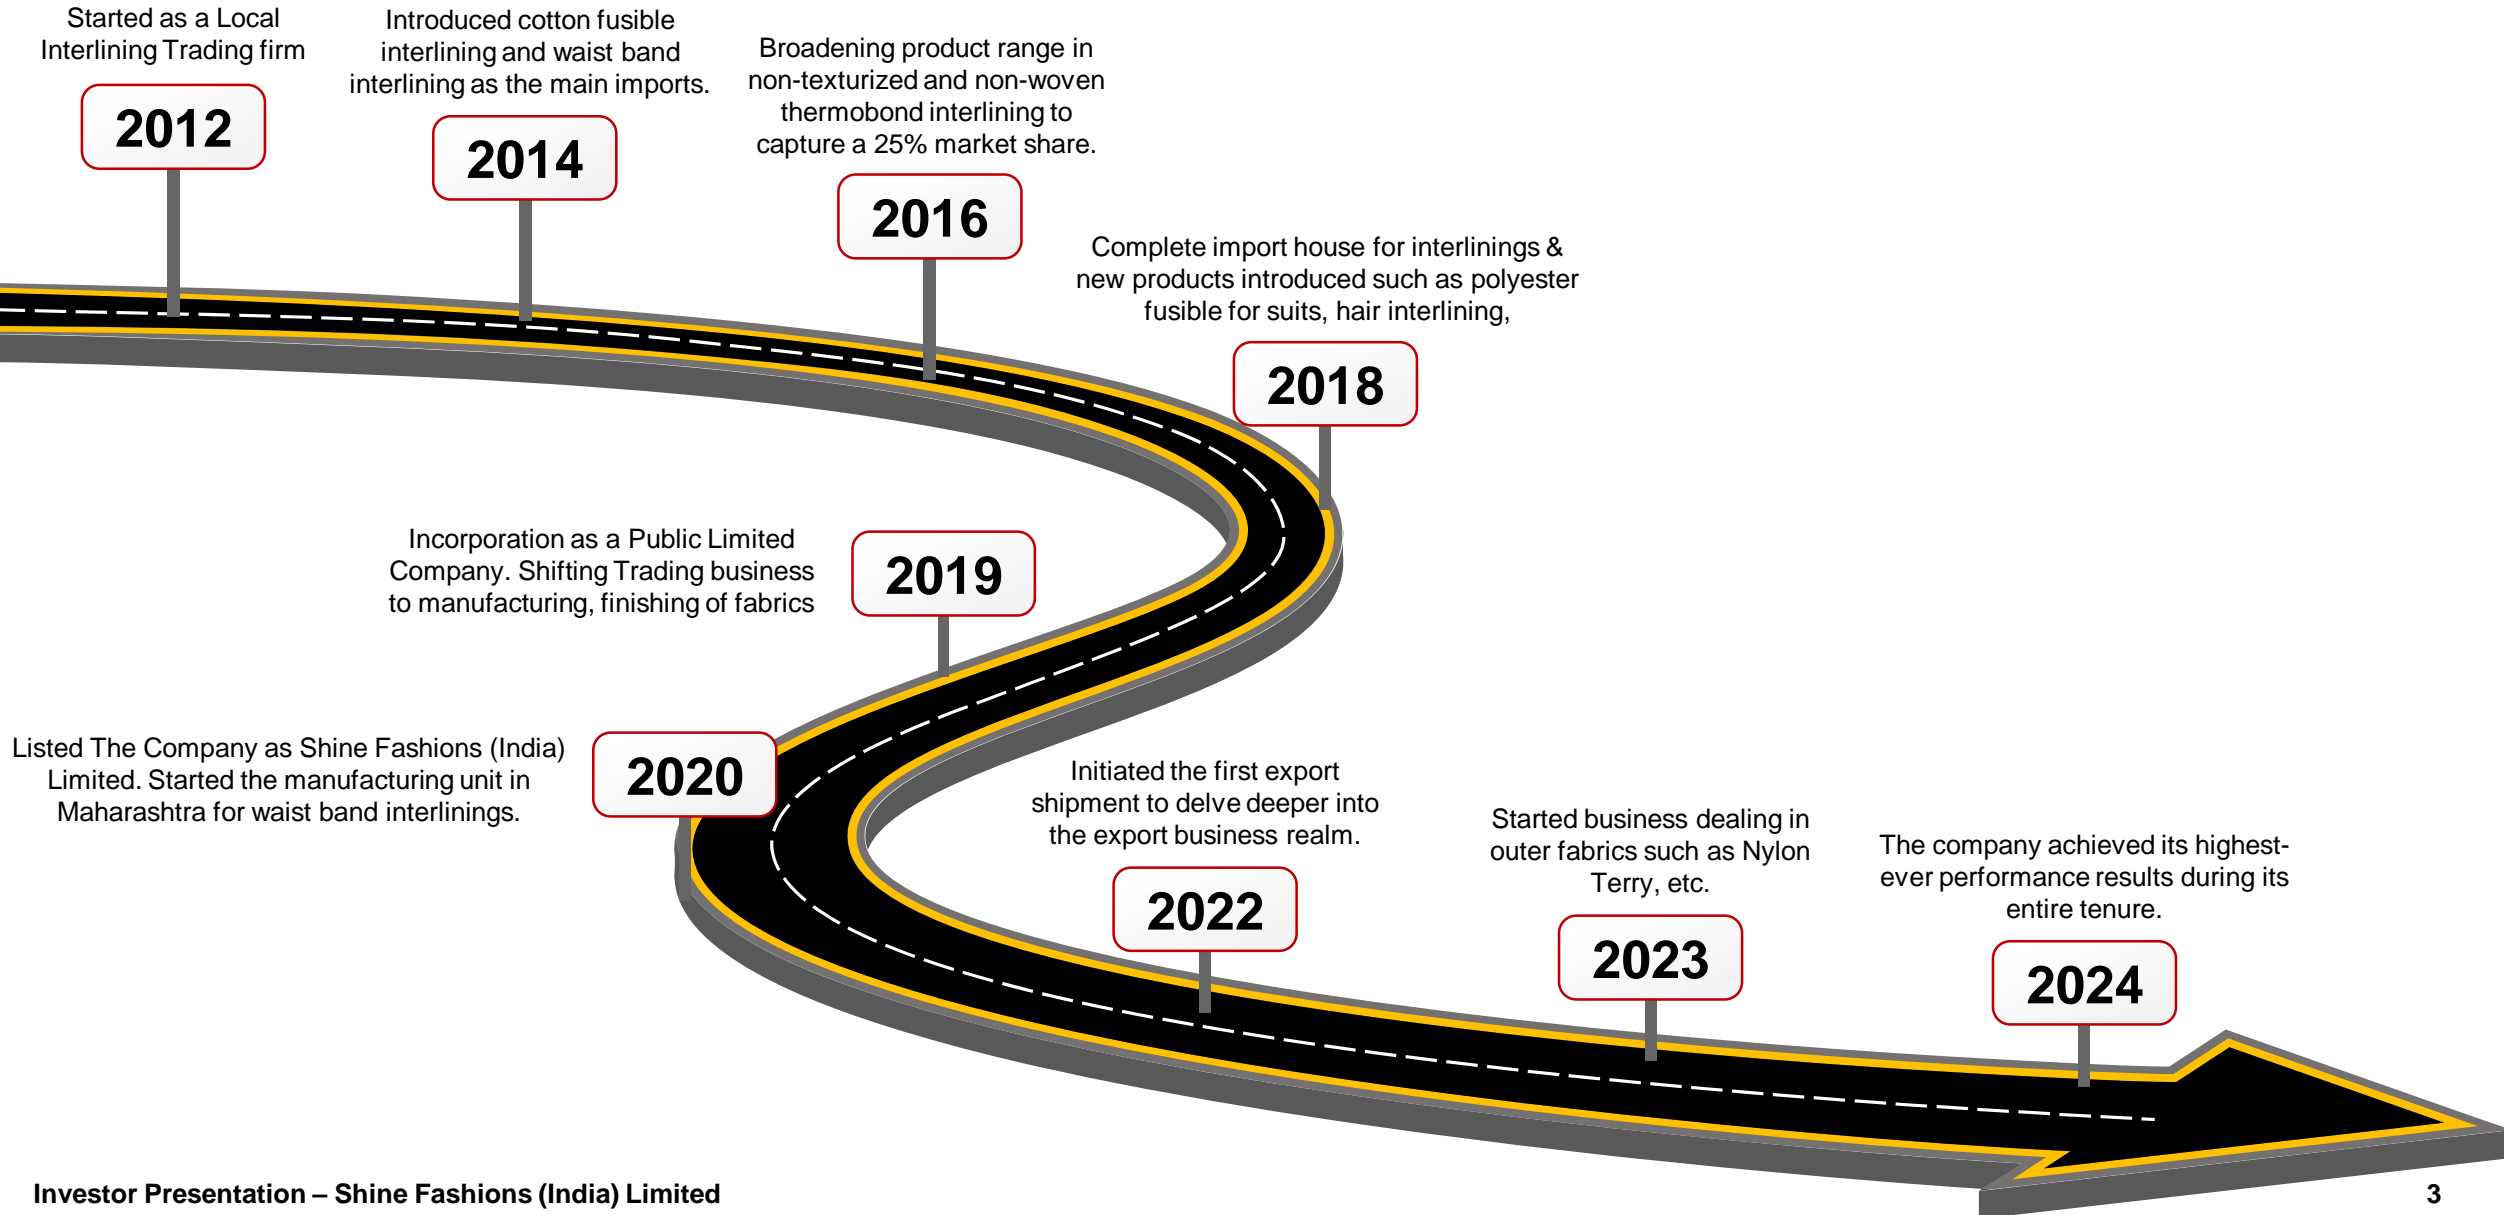 Started as a Local
Interlining Trading firm
2012
Introduced cotton fusible
interlining and waist band
interlining as the main imports.
2014
Broadening product range in
non-texturized and non-woven
thermobond interlining to
capture a 25% market share.
2016
Complete import house for interlinings &
new products introduced such as polyester
fusible for suits, hair interlining,
2018
Incorporation as a Public Limited
Company. Shifting Trading business
to manufacturing, finishing of fabrics
2019
Listed The Company as Shine Fashions (India)
Limited. Started the manufacturing unit in
Maharashtra for waist band interlinings.
2020
Initiated the first export
shipment to delve deeper into
the export business realm.
2022
Started business dealing in
outer fabrics such as Nylon
Terry, etc.
2023
The company achieved its highest-
ever performance results during its
entire tenure.
2024
Investor Presentation – Shine Fashions (India) Limited
3